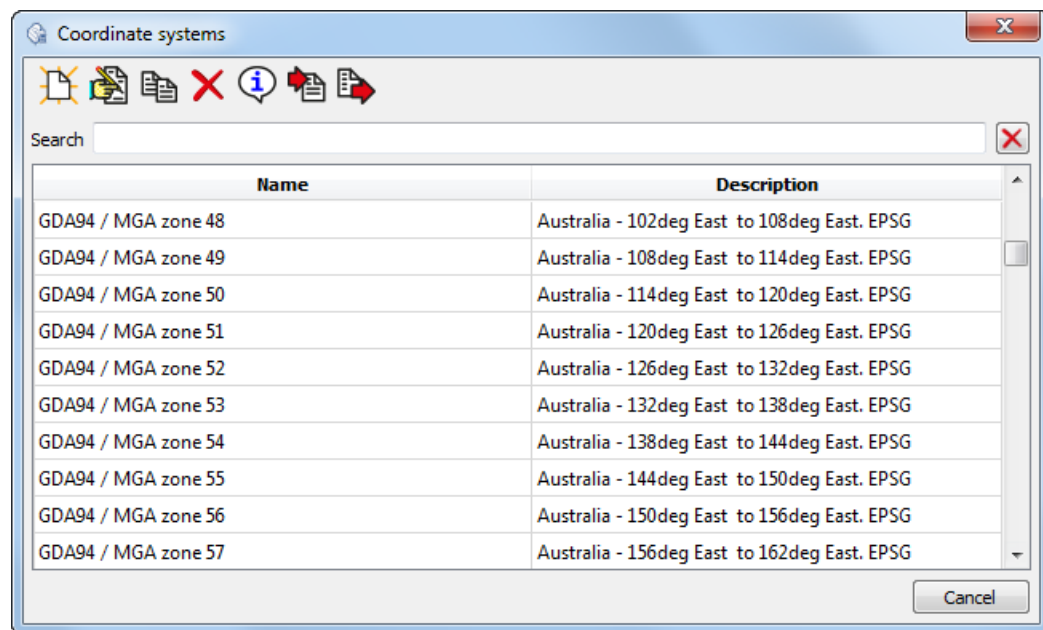 Coordinate systems
Search
Name Description
GDA94 / MGA zone 48 Australia - 102deg East to 108deg East. EPSG
GDA94 / MGA zone 49 Australia - 108deg East to 114deg East. EPSG
GDA94 / MGA zone 50 Australia - 114deg East to 120deg East. EPSG
GDA94 / MGA zone 51 Australia - 120deg East to 126deg East. EPSG
GDA94 / MGA zone 52 Australia - 126deg East to 132deg East. EPSG
GDA94 / MGA zone 53 Australia - 132deg East to 138deg East. EPSG
GDA94 / MGA zone 54 Australia - 138deg East to 144deg East. EPSG
GDA94 / MGA zone 55 Australia - 144deg East to 150deg East. EPSG
GDA94 / MGA zone 56 Australia - 150deg East to 156deg East. EPSG
GDA94 / MGA zone 57 Australia - 156deg East to 162deg East. EPSG
Cancel